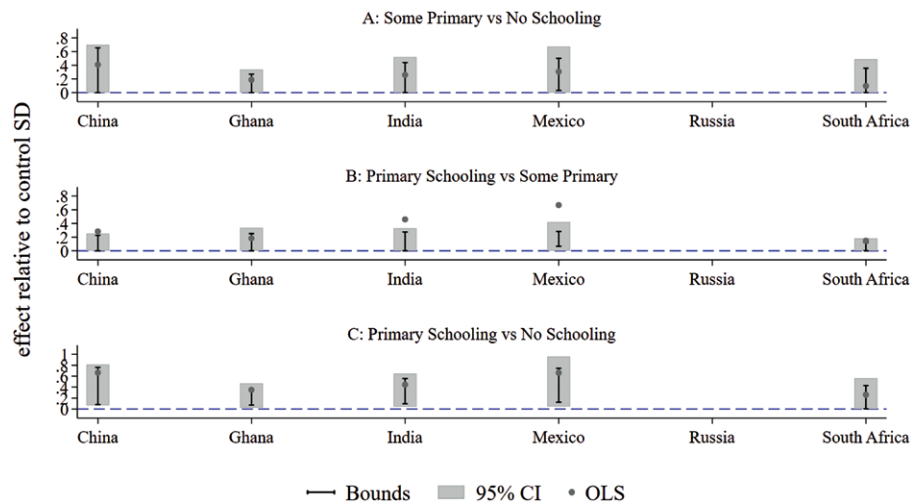 A: Some Primary vs No Schooling
effect relative to control SD
.8
.6
.4
.2
0
China Ghana India Mexico Russia South Africa
B: Primary Schooling vs Some Primary
.8
.6
.4
.2
0
China Ghana India Mexico Russia South Africa
C: Primary Schooling vs No Schooling
1
.8
.6
.4
.2
0
China Ghana India Mexico Russia South Africa
Bounds 95% CI OLS